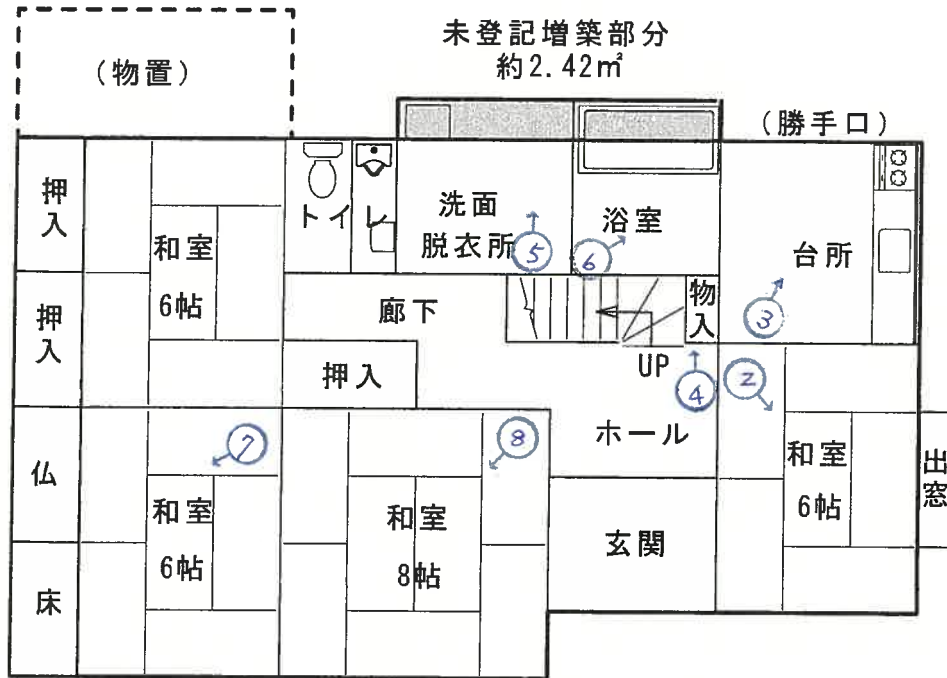 未登記増築部分
約2.42㎡
(物置)
(勝手口)
押入
和室
6帖
トイレ
洗面
脱衣所
⑤
浴室
⑥
台所
③
押入
廊下
物入
押入
UP
④
②
ホール
仏
⑦
⑧
和室
6帖
出窓
和室
6帖
和室
8帖
玄関
床